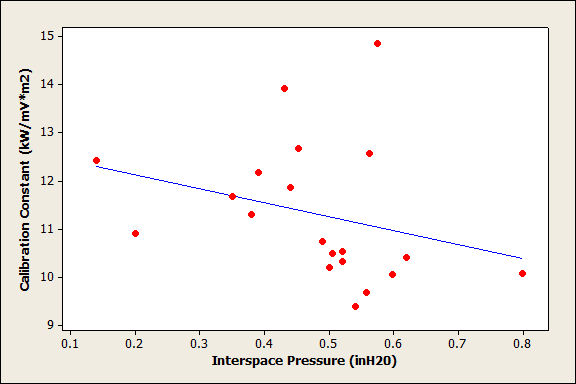 15
14
13
12
11
10
9
Calibration Constant (kW/mV*m2)
0.1 0.2 0.3 0.4 0.5 0.6 0.7 0.8
Interspace Pressure (inH20)